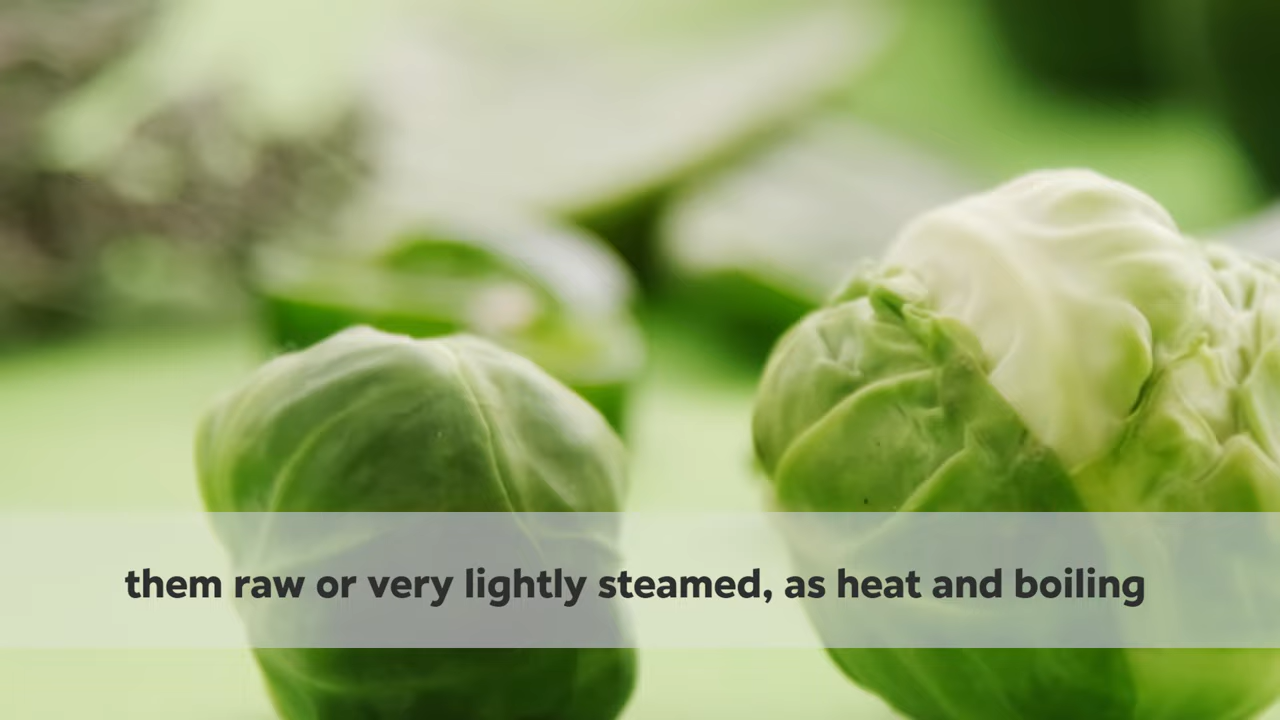 them raw or very lightly steamed, as heat and boiling